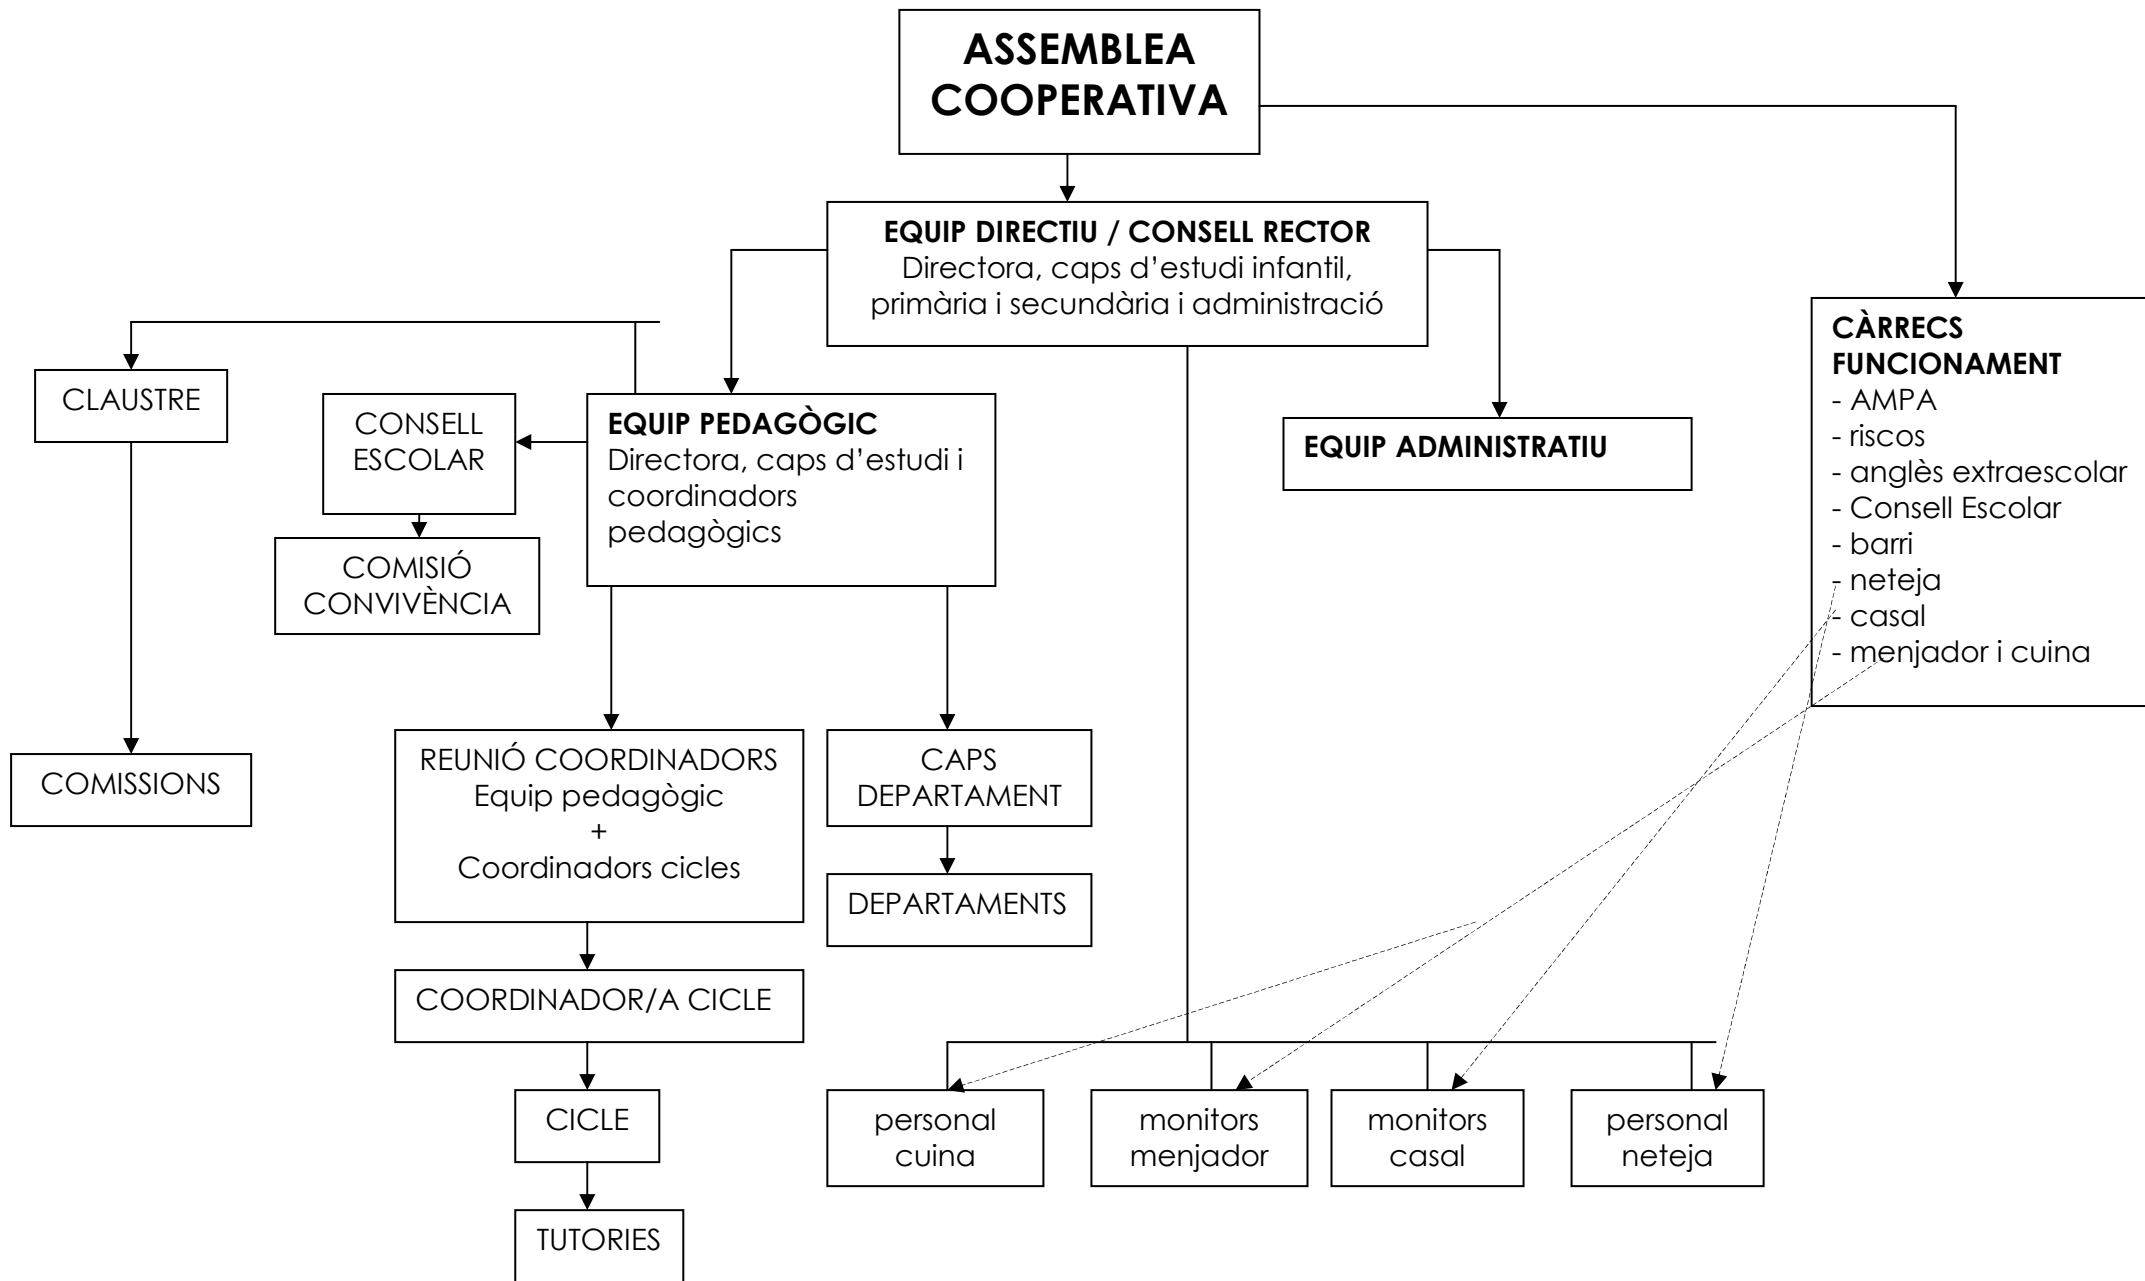 ASSEMBLEA
COOPERATIVA
EQUIP DIRECTIU / CONSELL RECTOR
Directora, caps d’estudi infantil,
primària i secundària i administració
CÀRRECS
FUNCIONAMENT
- AMPA
- riscos
- anglès extraescolar
- Consell Escolar
- barri
- neteja
- casal
- menjador i cuina
CLAUSTRE
CONSELL
ESCOLAR
EQUIP PEDAGÒGIC
Directora, caps d’estudi i
coordinadors
pedagògics
EQUIP ADMINISTRATIU
COMISIÓ
CONVIVÈNCIA
COMISSIONS
REUNIÓ COORDINADORS
Equip pedagògic
+
Coordinadors cicles
CAPS
DEPARTAMENT
DEPARTAMENTS
COORDINADOR/A CICLE
CICLE
TUTORIES
personal
cuina
monitors
menjador
monitors
casal
personal
neteja